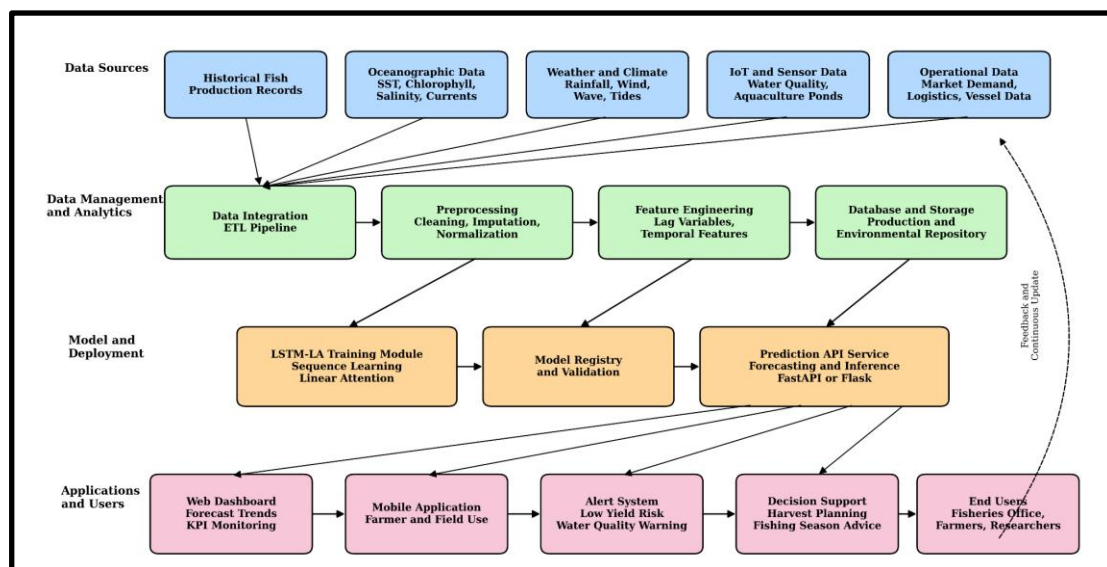 Data Sources
Historical Fish
Production Records
Oceanographic Data
SST, Chlorophyll,
Salinity, Currents
Weather and Climate
Rainfall, Wind,
Wave, Tides
IoT and Sensor Data
Water Quality,
Aquaculture Ponds
Operational Data
Market Demand,
Logistics, Vessel Data
Data Management
and Analytics
Data Integration
ETL Pipeline
Preprocessing
Cleaning, Imputation,
Normalization
Feature Engineering
Lag Variables,
Temporal Features
Database and Storage
Production and
Environmental Repository
Feedback and
Continuous Update
Model and
Deployment
LSTM-LA Training Module
Sequence Learning
Linear Attention
Model Registry
and Validation
Prediction API Service
Forecasting and Inference
FastAPI or Flask
Applications
and Users
Web Dashboard
Forecast Trends
KPI Monitoring
Mobile Application
Farmer and Field Use
Alert System
Low Yield Risk
Water Quality Warning
Decision Support
Harvest Planning
Fishing Season Advice
End Users
Fisheries Office,
Farmers, Researchers